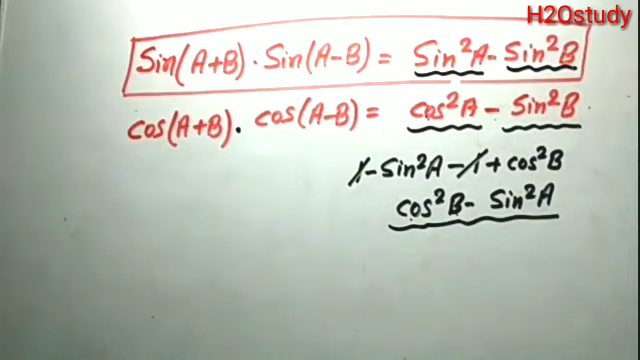 H2Ostudy
Sin(A+B)·Sin(A-B) = Sin²A - Sin²B
cos(A+B)· cos(A-B) = cos²A - Sin²B
1 - Sin²A - 1 + cos²B
cos²B - Sin²A